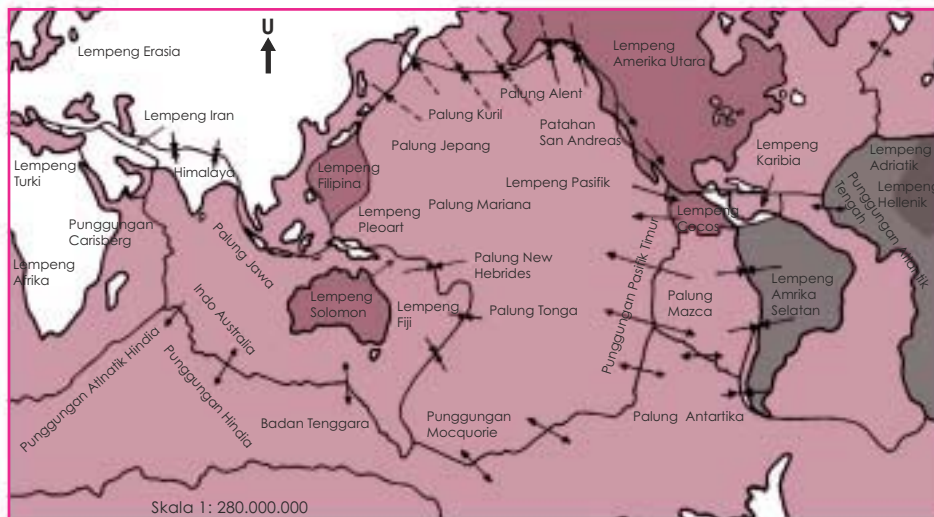 U
Lempeng Erasia
Lempeng
Amerika Utara
Palung Alent
Lempeng Iran
Palung Kuril
Patahan
San Andreas
Palung Jepang
Lempeng
Karibia
Lempeng
Adriatik
Lempeng
Turki
Himalaya
Lempeng
Filipina
Lempeng Pasifik
Lempeng
Hellenik
Punggungan Atlantik
Tengah
Palung Mariana
Lempeng
Pleoart
Lempeng
Cocos
Punggungan
Carisberg
Palung Jawa
Lempeng
Afrika
Palung New
Hebrides
Punggungan Pasifik Timur
Lempeng
Solomon
Lempeng
Fiji
Palung Tonga
Palung
Mazca
Lempeng
Amrika
Selatan
Indo Australia
Punggungan Atlnatik Hindia
Punggungan Hindia
Badan Tenggara
Punggungan
Mocquorie
Palung Antartika
Skala 1: 280.000.000